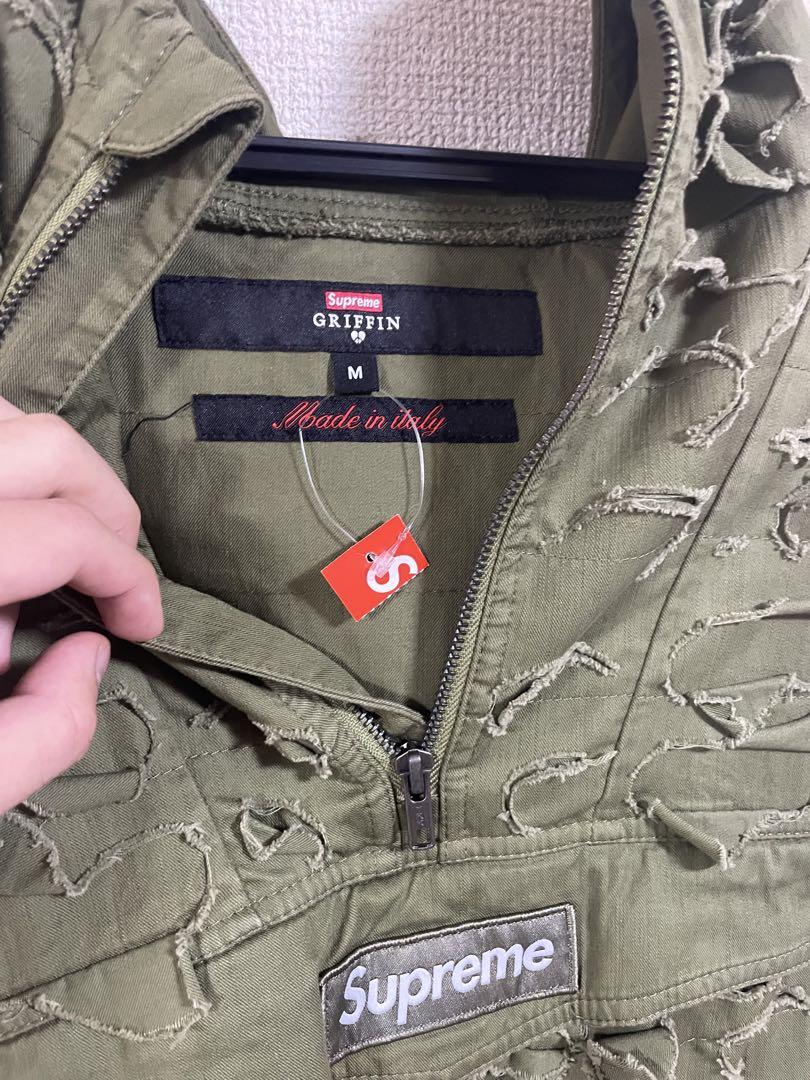 Supreme
GRIFFIN
M
Made in italy
S
Supreme